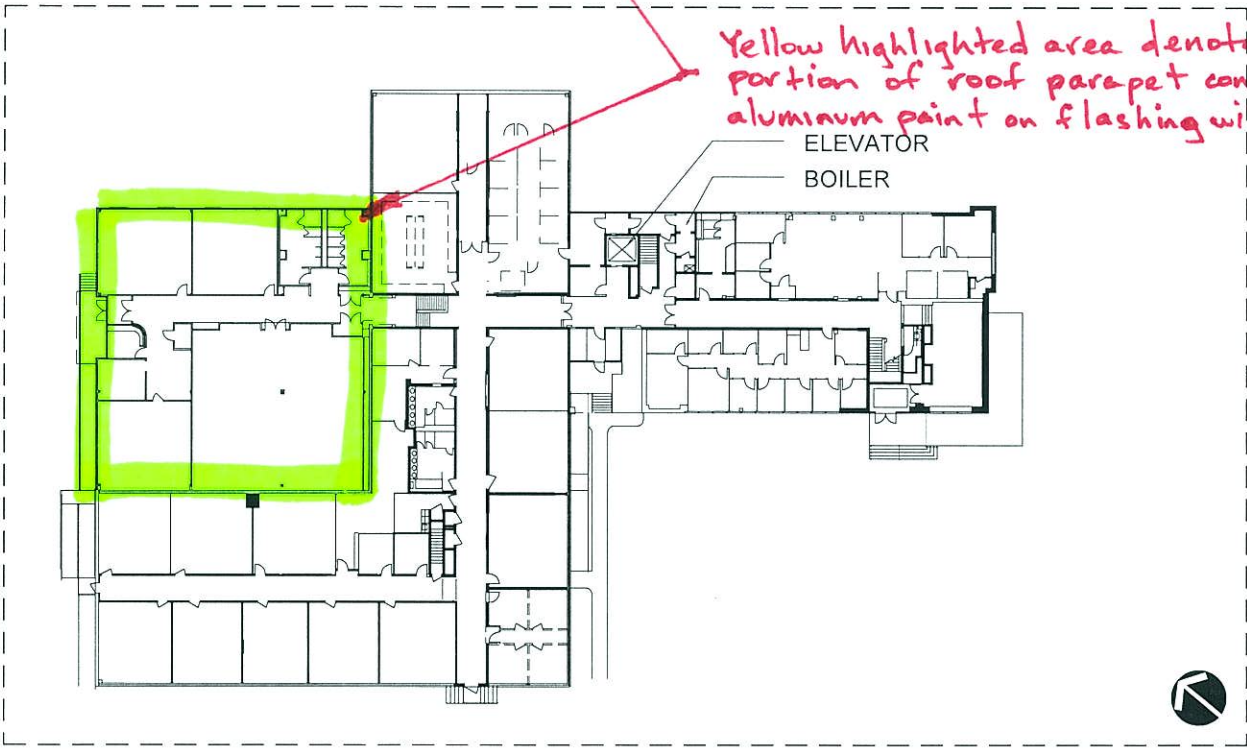 Yellow highlighted area denot
portion of roof parapet con
aluminum paint on flashing wi
ELEVATOR
BOILER